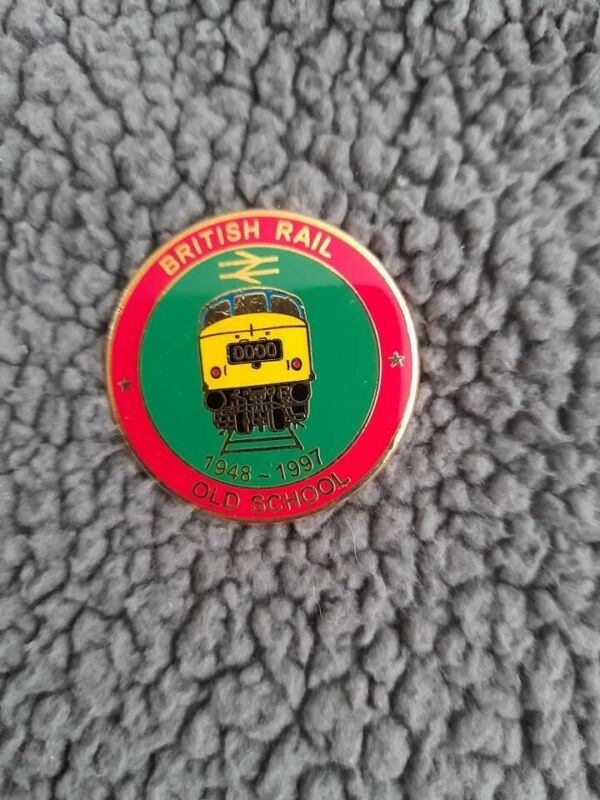 BRITISH RAIL
0000
1948 ~ 1997
OLD SCHOOL